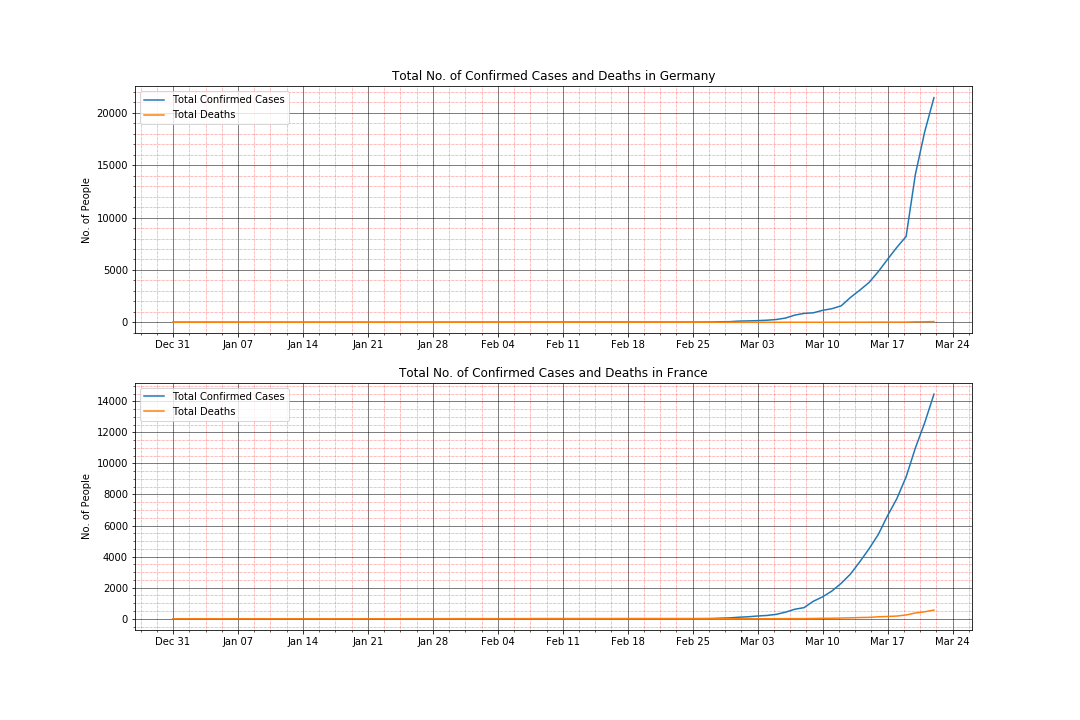 Total No. of Confirmed Cases and Deaths in Germany
Total Confirmed Cases
Total Deaths
No. of People
20000
15000
10000
5000
0
Dec 31 Jan 07 Jan 14 Jan 21 Jan 28 Feb 04 Feb 11 Feb 18 Feb 25 Mar 03 Mar 10 Mar 17 Mar 24
Total No. of Confirmed Cases and Deaths in France
Total Confirmed Cases
Total Deaths
No. of People
14000
12000
10000
8000
6000
4000
2000
0
Dec 31 Jan 07 Jan 14 Jan 21 Jan 28 Feb 04 Feb 11 Feb 18 Feb 25 Mar 03 Mar 10 Mar 17 Mar 24